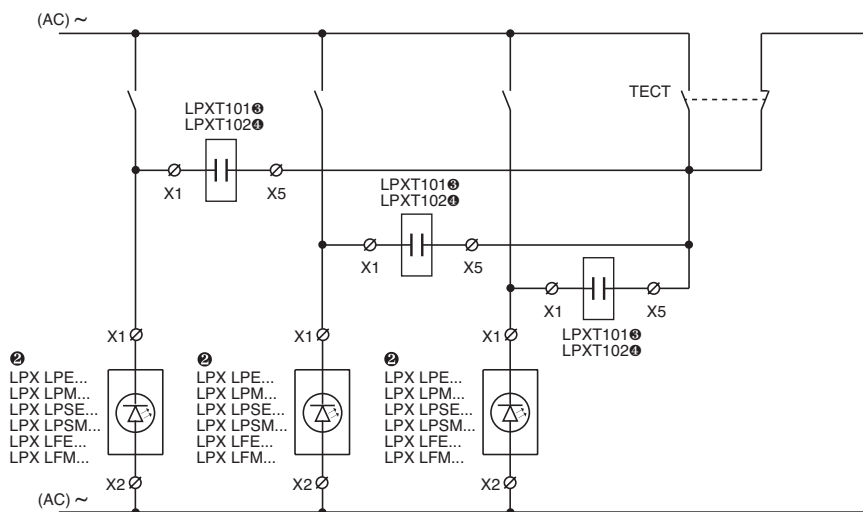 (AC) ~
ТЕСТ
LPXT101❸
LPXT102❹
X1
X5
LPXT101❸
LPXT102❹
X1
X5
X1
X5
LPXT101❸
LPXT102❹
X1
X1
X1
❷
LPX LPE...
LPX LPM...
LPX LPSE...
LPX LPSM...
LPX LFE...
LPX LFM...
❷
LPX LPE...
LPX LPM...
LPX LPSE...
LPX LPSM...
LPX LFE...
LPX LFM...
❷
LPX LPE...
LPX LPM...
LPX LPSE...
LPX LPSM...
LPX LFE...
LPX LFM...
X2
X2
X2
(AC) ~